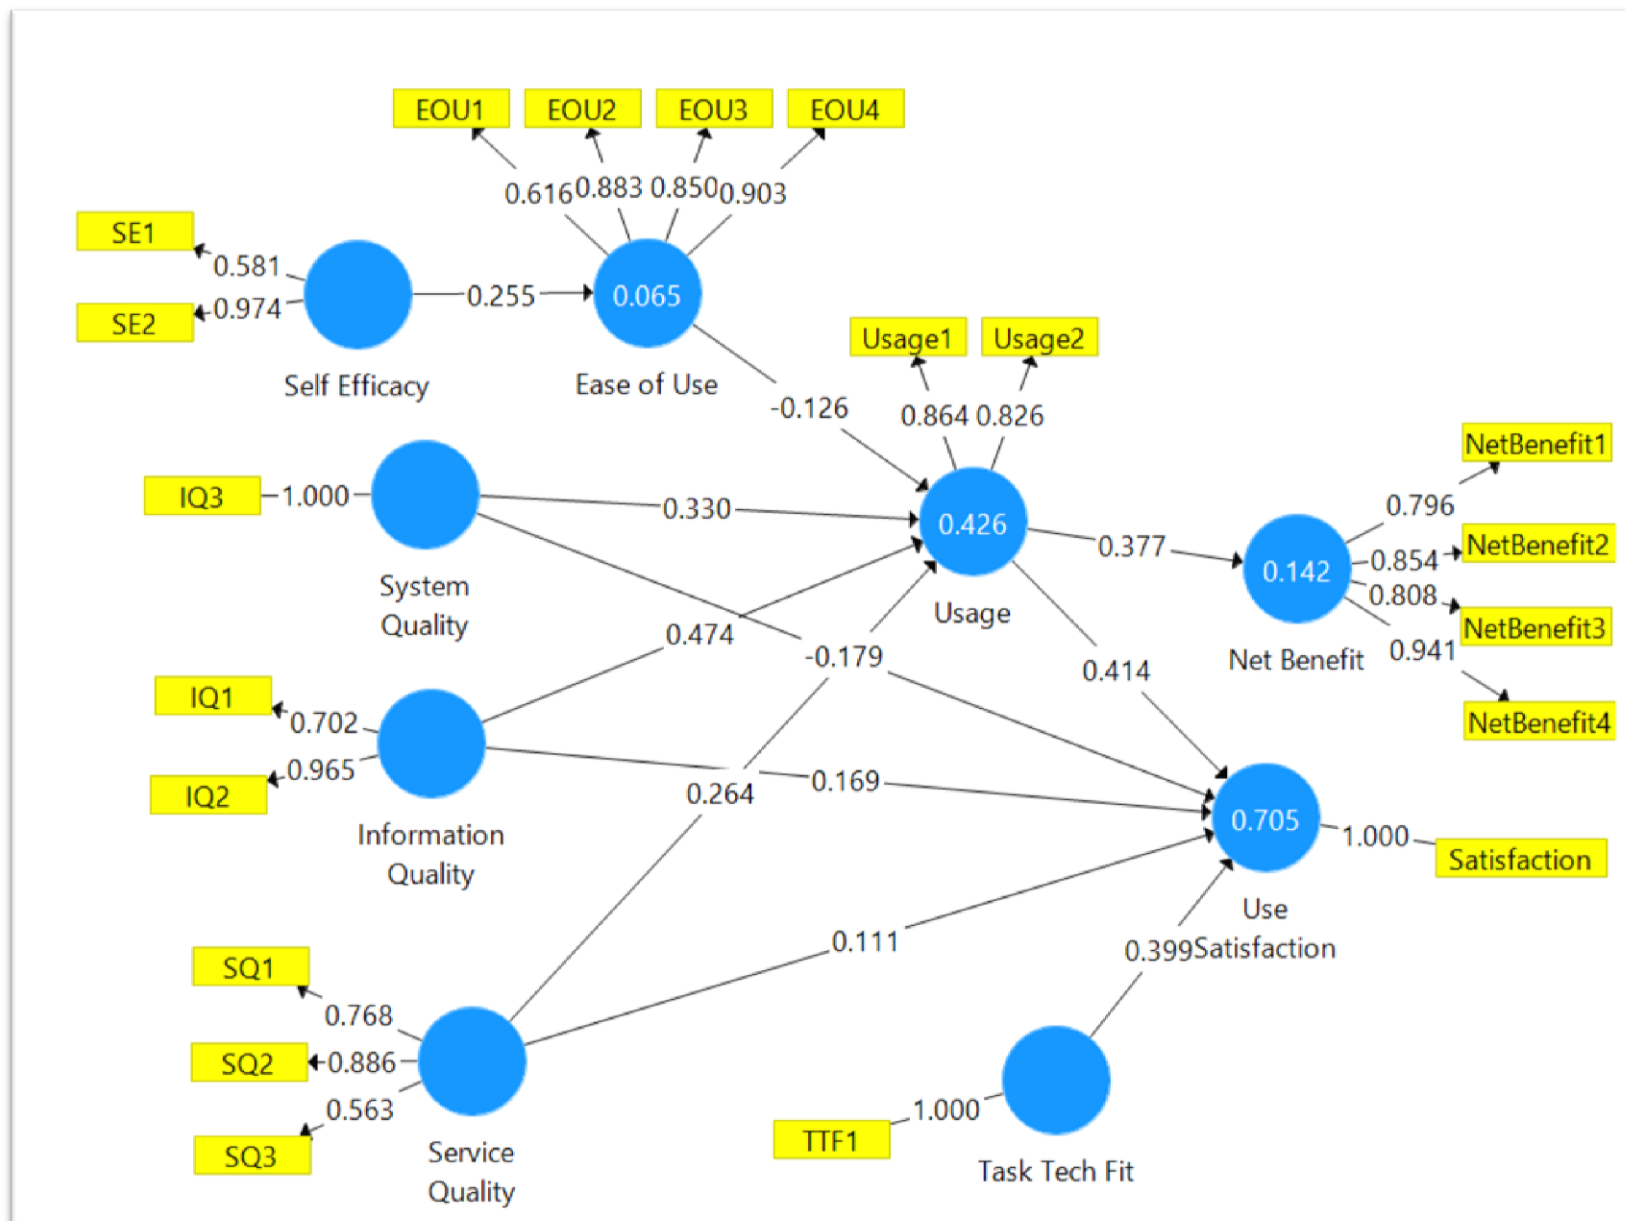 EOU1 EOU2 EOU3 EOU4
0.616 0.883 0.850 0.903
SE1
0.581
SE2
0.974
0.255
0.065
Self Efficacy
Ease of Use
-0.126
Usage1 Usage2
0.864 0.826
IQ3
1.000
0.330
0.426
0.377
0.142
NetBenefit1
0.796
NetBenefit2
0.854
0.808
NetBenefit3
0.941
NetBenefit4
System
Quality
Usage
Net Benefit
0.474
-0.179
0.414
IQ1
0.702
0.965
IQ2
0.264
0.169
0.705
1.000
Satisfaction
Information
Quality
Use
Satisfaction
0.111
0.399
SQ1
0.768
SQ2
0.886
0.563
SQ3
1.000
TTF1
Service
Quality
Task Tech Fit